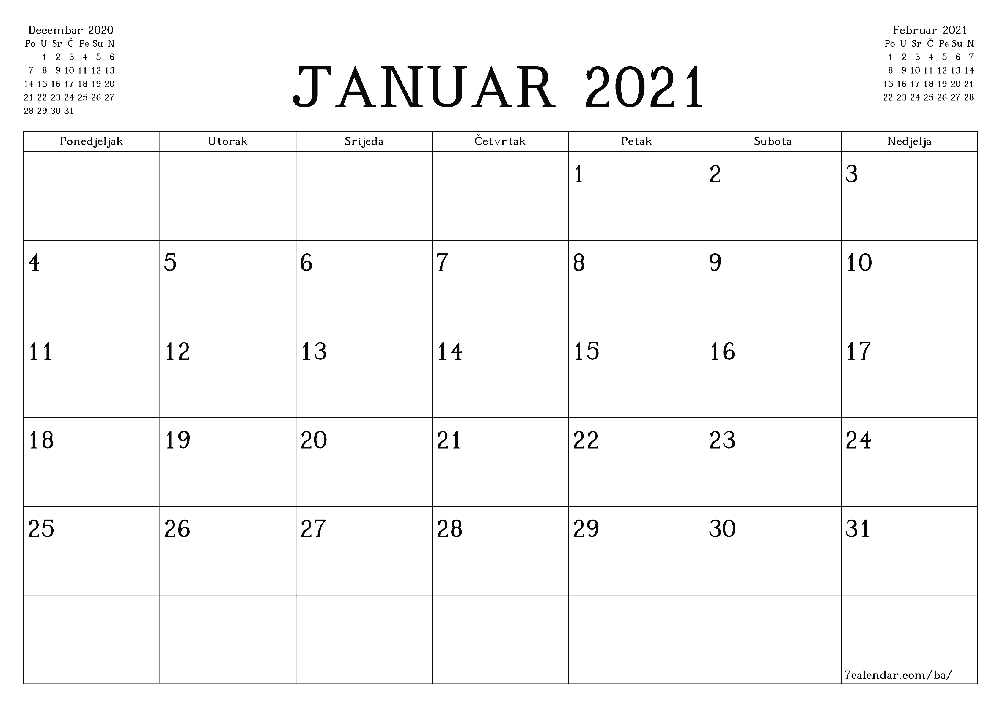 Decembar 2020
Po U Sr Č Pe Su N
1 2 3 4 5 6
7 8 9 10 11 12 13
14 15 16 17 18 19 20
21 22 23 24 25 26 27
28 29 30 31
JANUAR 2021
Februar 2021
Po U Sr Č Pe Su N
1 2 3 4 5 6 7
8 9 10 11 12 13 14
15 16 17 18 19 20 21
22 23 24 25 26 27 28
Ponedjeljak Utorak Srijeda Četvrtak Petak Subota Nedjelja
1 2 3
4 5 6 7 8 9 10
11 12 13 14 15 16 17
18 19 20 21 22 23 24
25 26 27 28 29 30 31
7calendar.com/ba/